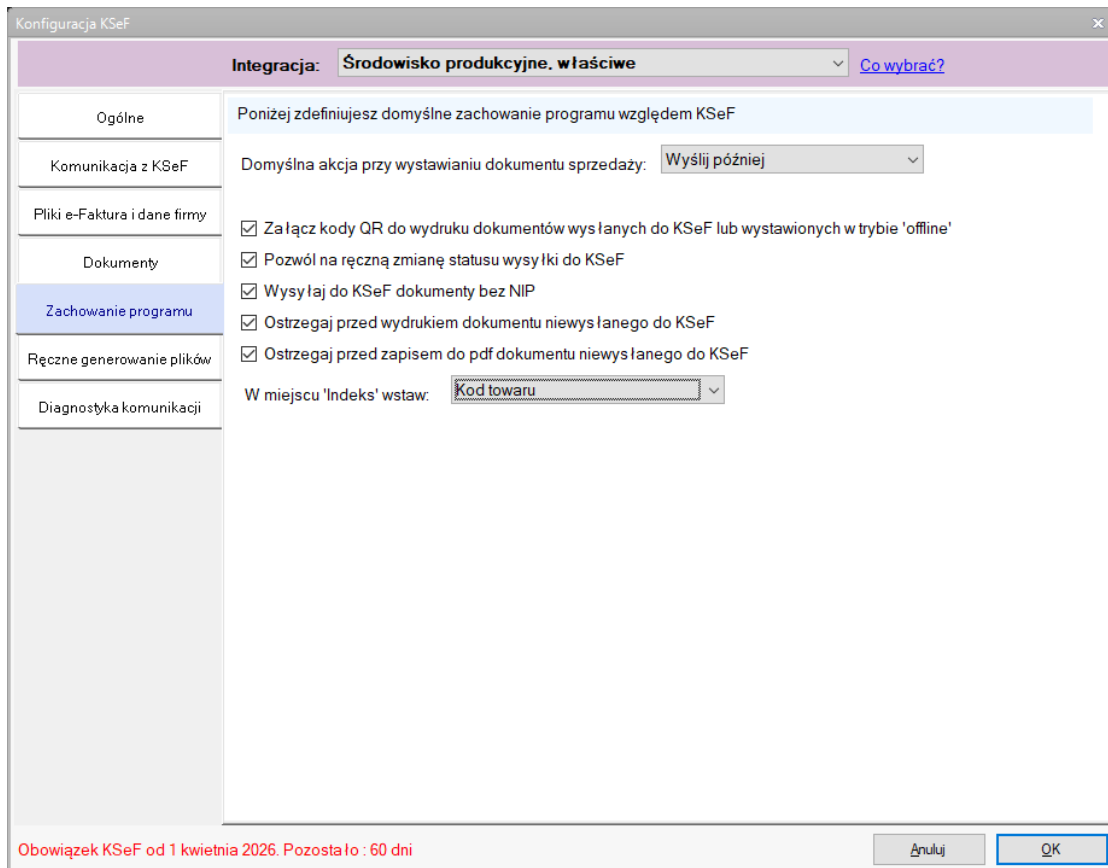 Konfiguracja KSeF
Integracja: Środowisko produkcyjne, właściwe Co wybrać?
Ogólne
Komunikacja z KSeF
Pliki e-Faktura i dane firmy
Dokumenty
Zachowanie programu
Ręczne generowanie plików
Diagnostyka komunikacji
Poniżej zdefiniujesz domyślne zachowanie programu względem KSeF
Domyślna akcja przy wystawianiu dokumentu sprzedaży: Wyślij później
Załącz kody QR do wydruku dokumentów wysłanych do KSeF lub wystawionych w trybie 'offline'
Pozwól na ręczną zmianę statusu wysyłki do KSeF
Wysyłaj do KSeF dokumenty bez NIP
Ostrzegaj przed wydrukiem dokumentu niewysłanego do KSeF
Ostrzegaj przed zapisem do pdf dokumentu niewysłanego do KSeF
W miejscu 'Indeks' wstaw: Kod towaru
Obowiązek KSeF od 1 kwietnia 2026. Pozostało : 60 dni
Anuluj OK